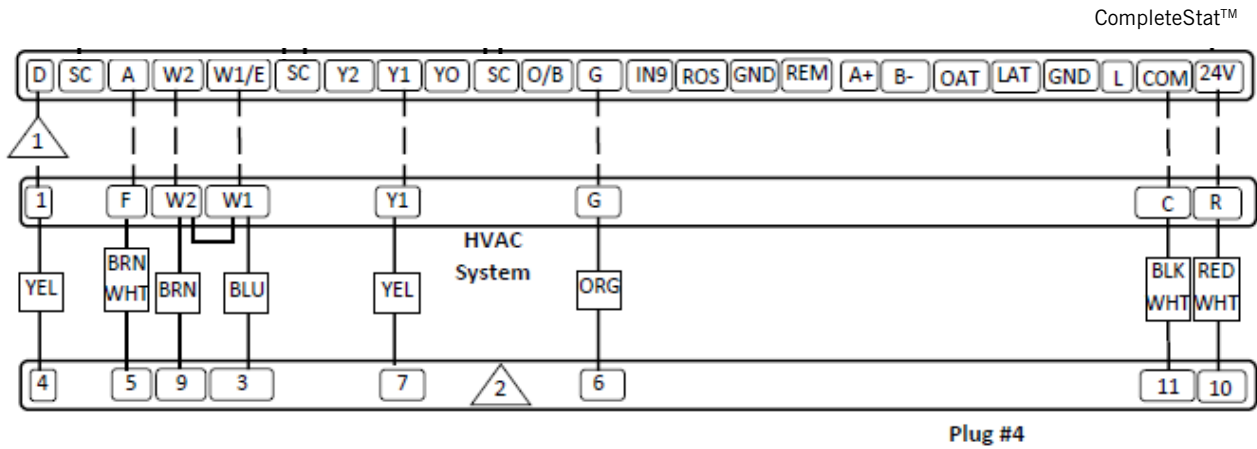 CompleteStat™
D SC A W2 W1/E SC Y2 Y1 YO SC O/B G IN9 ROS GND REM A+ B- OAT LAT GND L COM 24V
1
1 F W2 W1 Y1 G C R
HVAC
System
YEL BRN WHT BRN BLU YEL ORG BLK WHT RED WHT
4 5 9 3 7 2 6 11 10
Plug #4